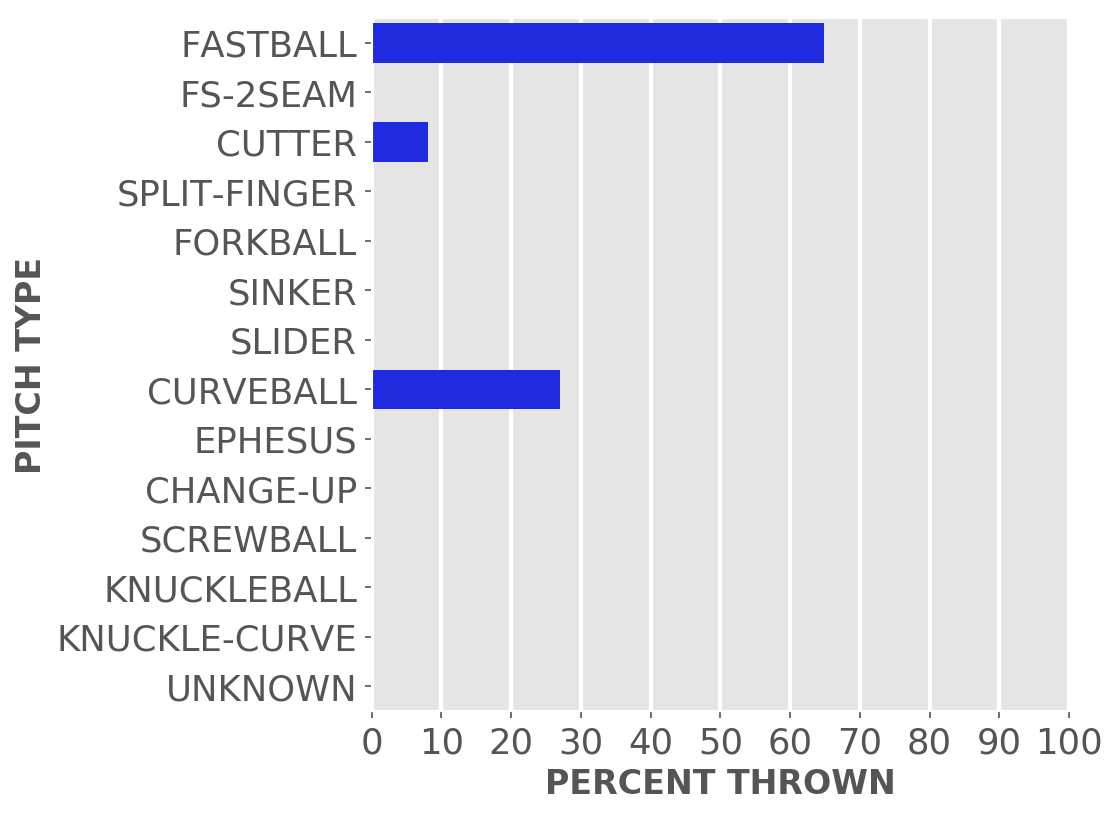 FASTBALL
FS-2SEAM
CUTTER
SPLIT-FINGER
FORKBALL
SINKER
SLIDER
CURVEBALL
EPHESUS
CHANGE-UP
SCREWBALL
KNUCKLEBALL
KNUCKLE-CURVE
UNKNOWN
PITCH TYPE
0 10 20 30 40 50 60 70 80 90 100
PERCENT THROWN